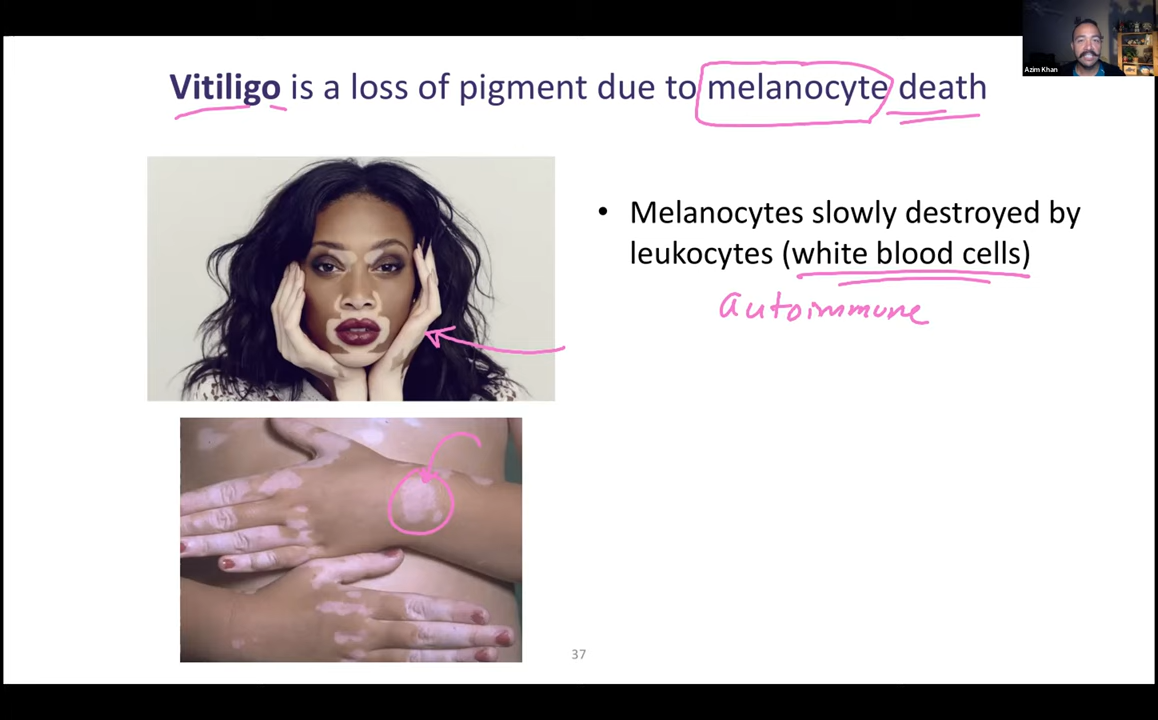 Azim Khan
Vitiligo is a loss of pigment due to melanocyte death
• Melanocytes slowly destroyed by
leukocytes (white blood cells)
autoimmune
37